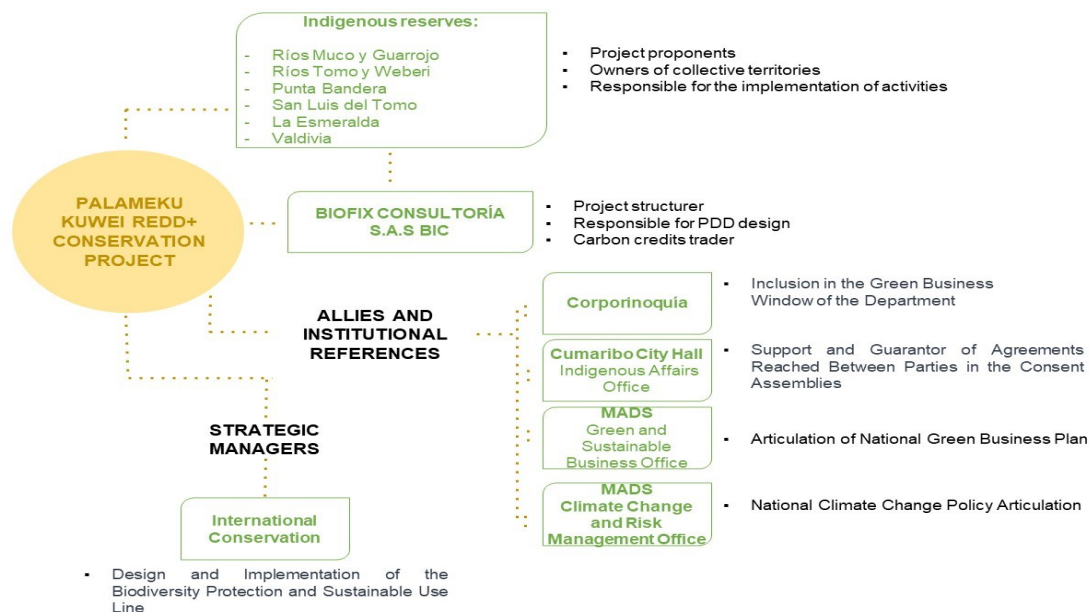 Indigenous reserves:
- Ríos Muco y Guarrojo
- Ríos Tomo y Weberi
- Punta Bandera
- San Luis del Tomo
- La Esmeralda
- Valdivia
▪ Project proponents
▪ Owners of collective territories
▪ Responsible for the implementation of activities
PALAMEKU
KUWEI REDD+
CONSERVATION
PROJECT
BIOFIX CONSULTORÍA
S.A.S BIC
▪ Project structurer
▪ Responsible for PDD design
▪ Carbon credits trader
ALLIES AND
INSTITUTIONAL
REFERENCES
Corporinoquía
▪ Inclusion in the Green Business
Window of the Department
Cumaribo City Hall
Indigenous Affairs
Office
▪ Support and Guarantor of Agreements
Reached Between Parties in the Consent
Assemblies
MADS
Green and
Sustainable
Business Office
▪ Articulation of National Green Business Plan
MADS
Climate Change
and Risk
Management Office
▪ National Climate Change Policy Articulation
STRATEGIC
MANAGERS
International
Conservation
▪ Design and Implementation of the
Biodiversity Protection and Sustainable Use
Line